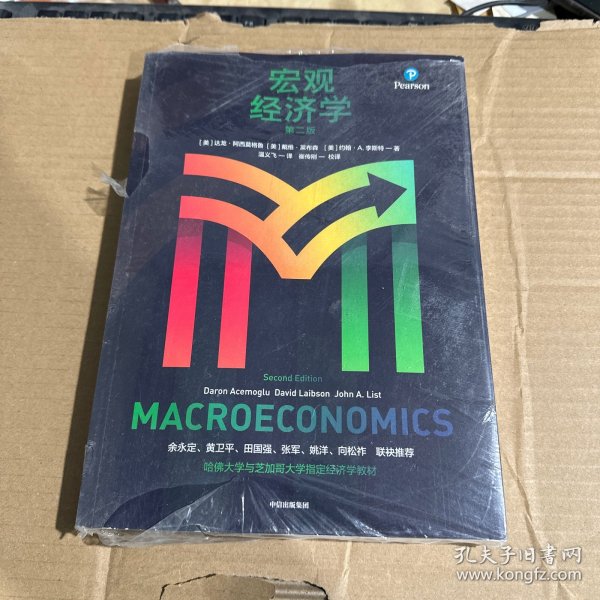 Pearson
宏观
经济学
第二版
[美]达龙·阿西莫格鲁 [美]戴维·莱布森 [美]约翰·A.李斯特 一 著
温义飞 一 译 崔传刚 一 校译
Second Edition
Daron Acemoglu David Laibson John A. List
MACROECONOMICS
余永定、黄卫平、田国强、张军、姚洋、向松祚 联袂推荐
哈佛大学与芝加哥大学指定经济学教材
中信出版集团
孔夫子旧书网
www.kongfz.com